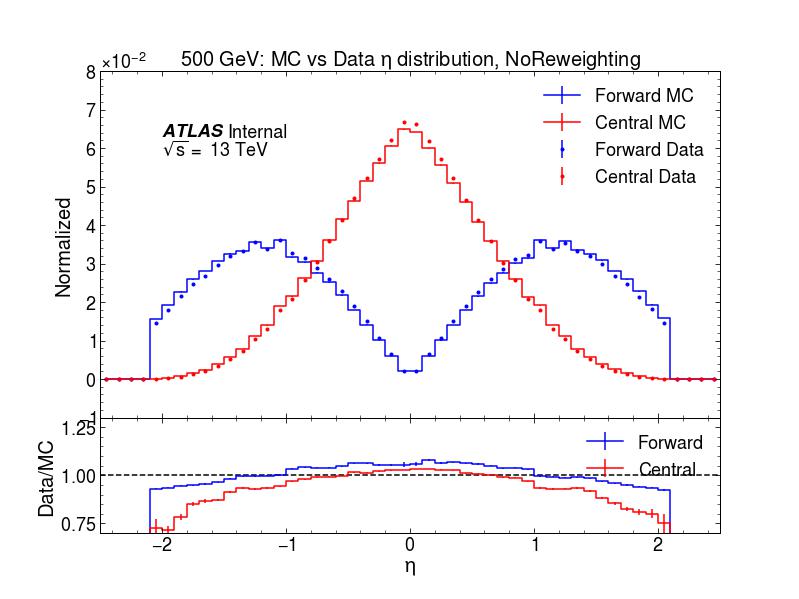 ×10⁻²
500 GeV: MC vs Data η distribution, NoReweighting
8
7
6
5
4
3
2
1
0
−1
Normalized
ATLAS Internal
√s = 13 TeV
Forward MC
Central MC
Forward Data
Central Data
1.25
1.00
0.75
Data/MC
Forward
Central
−2 −1 0 1 2
η